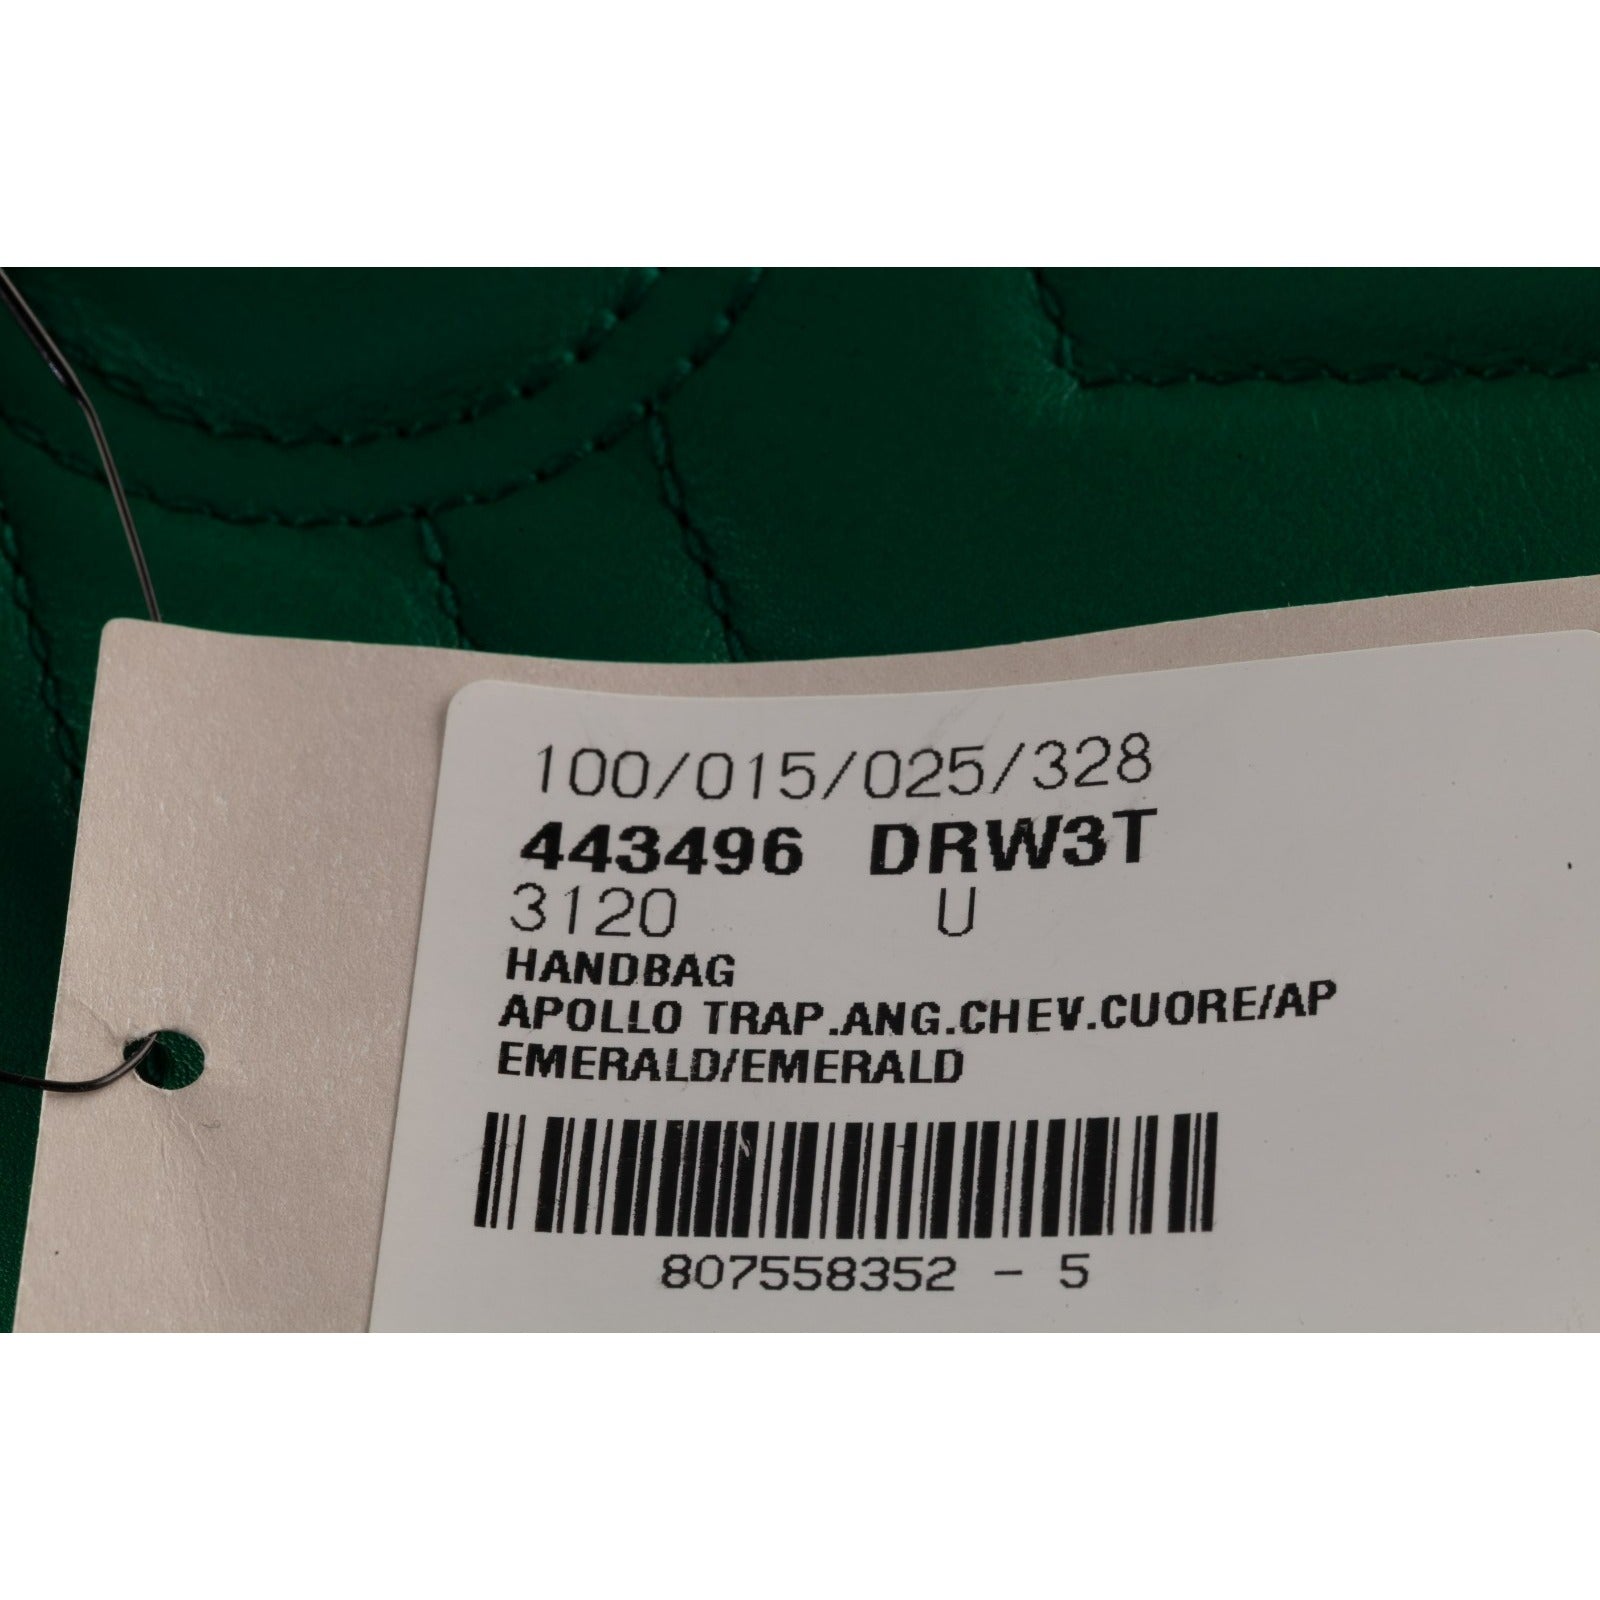 100/015/025/328
443496 DRW3T
3120 U
HANDBAG
APOLLO TRAP.ANG.CHEV.CUORE/AP
EMERALD/EMERALD
807558352 - 5